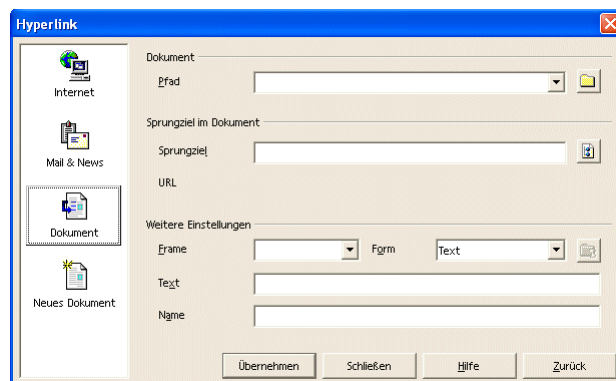 Hyperlink
Internet
Mail & News
Dokument
Neues Dokument
Dokument
Pfad
Sprungziel im Dokument
Sprungziel
URL
Weitere Einstellungen
Frame Form Text
Text
Name
Übernehmen Schließen Hilfe Zurück